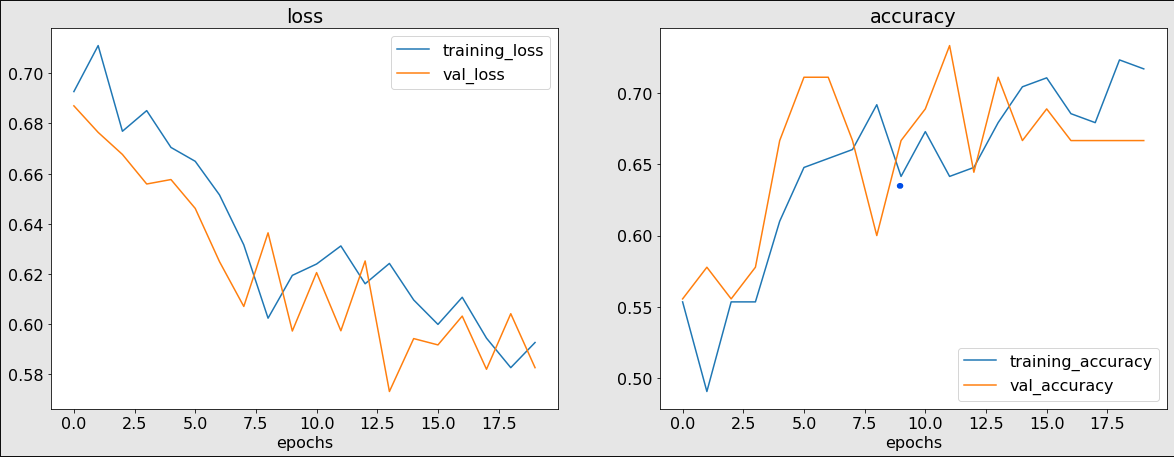 loss
training_loss
val_loss
0.70
0.68
0.66
0.64
0.62
0.60
0.58
0.0 2.5 5.0 7.5 10.0 12.5 15.0 17.5
epochs
accuracy
0.70
0.65
0.60
0.55
0.50
training_accuracy
val_accuracy
0.0 2.5 5.0 7.5 10.0 12.5 15.0 17.5
epochs